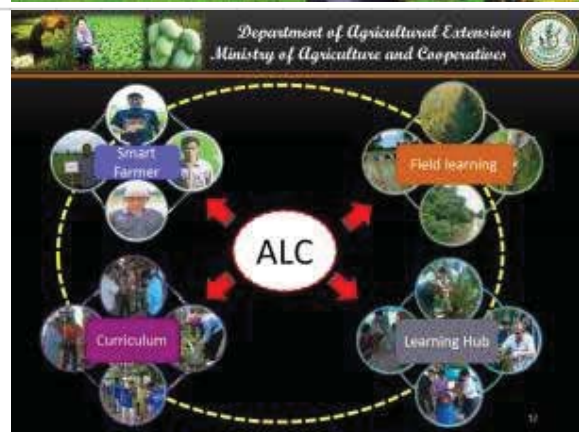 Department of Agricultural Extension
Ministry of Agriculture and Cooperatives
Smart
Farmer
Field learning
ALC
Curriculum
Learning Hub